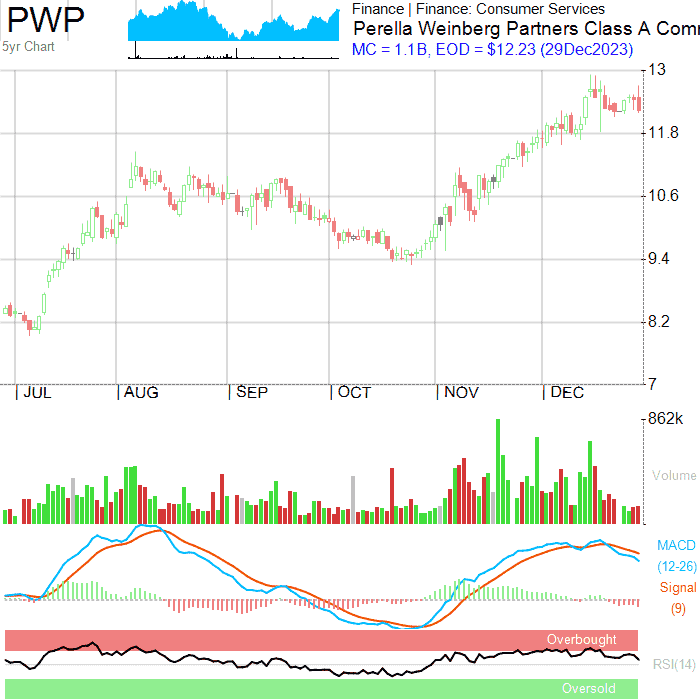 PWP
5yr Chart
Finance | Finance: Consumer Services
Perella Weinberg Partners Class A Com
MC = 1.1B, EOD = $12.23 (29Dec2023)
13
11.8
10.6
9.4
8.2
7
| JUL | AUG | SEP | OCT | NOV | DEC
862k
Volume
MACD
(12-26)
Signal
(9)
Overbought
RSI(14)
Oversold